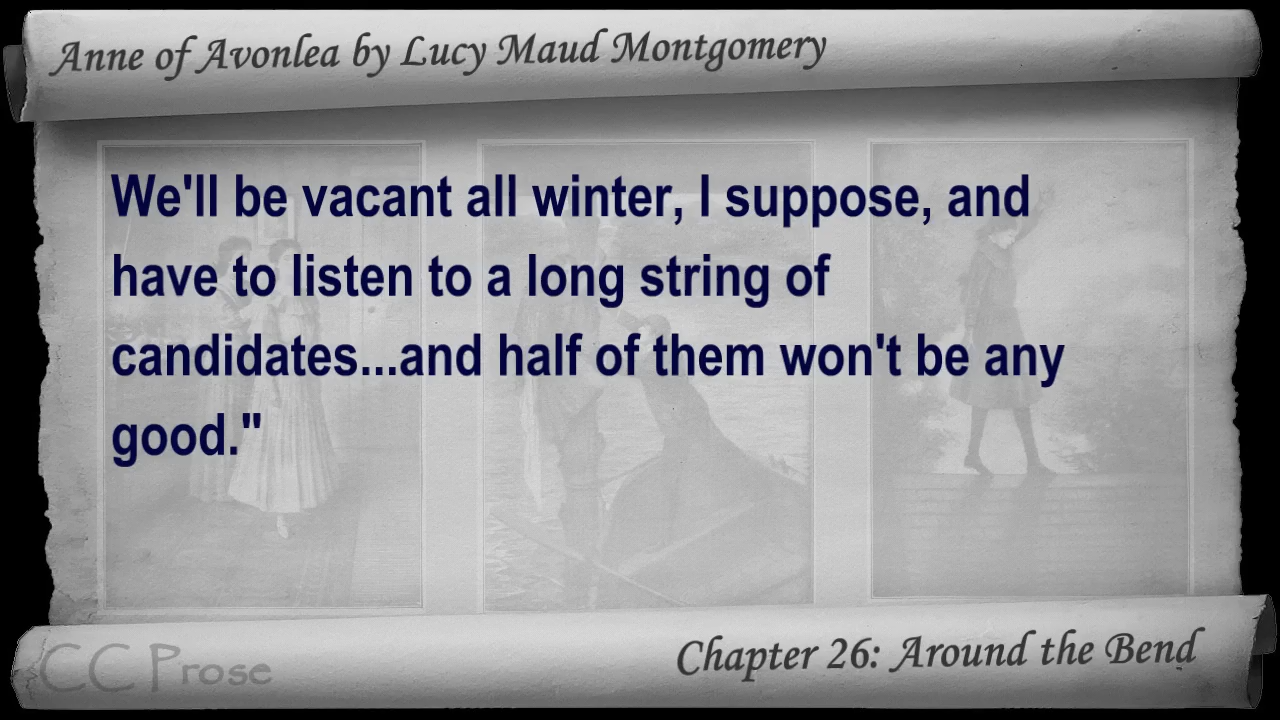 Anne of Avonlea by Lucy Maud Montgomery
We'll be vacant all winter, I suppose, and
have to listen to a long string of
candidates...and half of them won't be any
good."
CC Prose
Chapter 26: Around the Bend